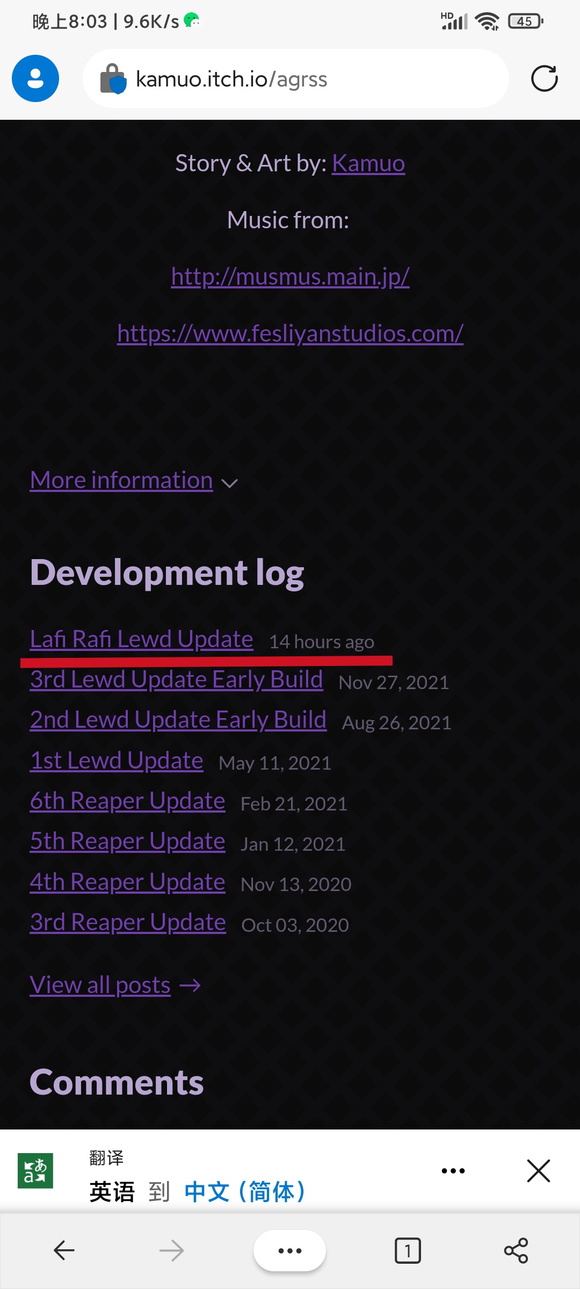 晚上8:03 | 9.6K/s
HD
45
kamuo.itch.io/agrss
Story & Art by: Kamuo
Music from:
http://musmus.main.jp/
https://www.fesliyanstudios.com/
More information
Development log
Lafi Rafi Lewd Update 14 hours ago
3rd Lewd Update Early Build Nov 27, 2021
2nd Lewd Update Early Build Aug 26, 2021
1st Lewd Update May 11, 2021
6th Reaper Update Feb 21, 2021
5th Reaper Update Jan 12, 2021
4th Reaper Update Nov 13, 2020
3rd Reaper Update Oct 03, 2020
View all posts →
Comments
あ
a
翻译
英语 到 中文（简体）
1